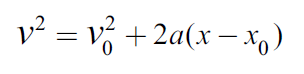 v² = v₀² + 2a(x – x₀)